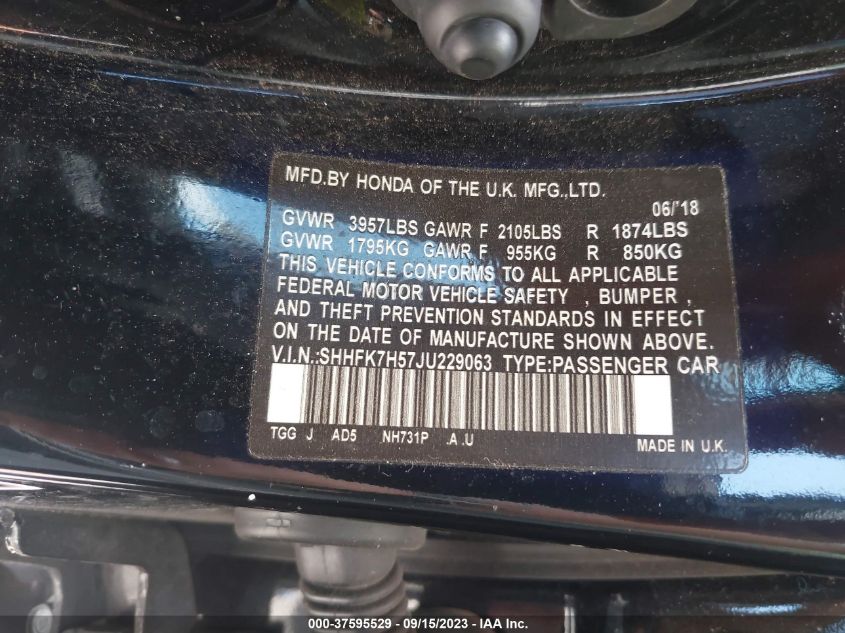 MFD.BY HONDA OF THE U.K. MFG.,LTD.
06/'18
GVWR 3957LBS GAWR F 2105LBS R 1874LBS
GVWR 1795KG GAWR F 955KG R 850KG
THIS VEHICLE CONFORMS TO ALL APPLICABLE
FEDERAL MOTOR VEHICLE SAFETY , BUMPER ,
AND THEFT PREVENTION STANDARDS IN EFFECT
ON THE DATE OF MANUFACTURE SHOWN ABOVE.
V.I.N.:SHHFK7H57JU229063 TYPE:PASSENGER CAR
TGG J AD5 NH731P .A .U MADE IN U.K.
000-37595529 - 09/15/2023 - IMAGE SERVICES INC.